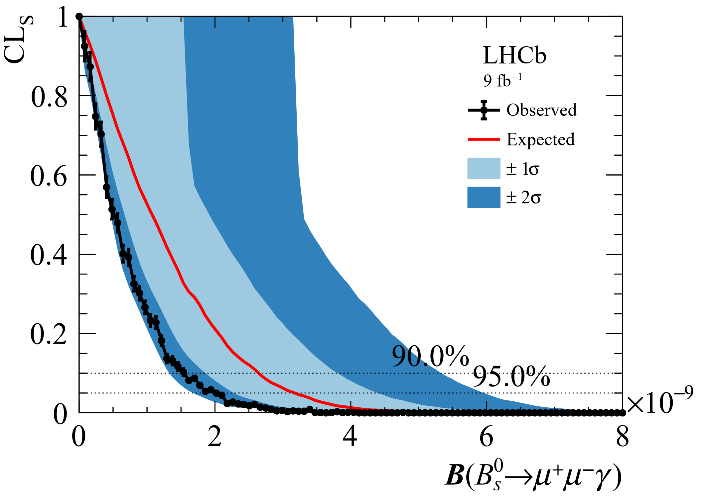 CL_S
1
0.8
0.6
0.4
0.2
0
LHCb
9 fb⁻¹
Observed
Expected
± 1σ
± 2σ
90.0%
95.0%
0 2 4 6 8
×10⁻⁹
B(B⁰ₛ→μ⁺μ⁻γ)